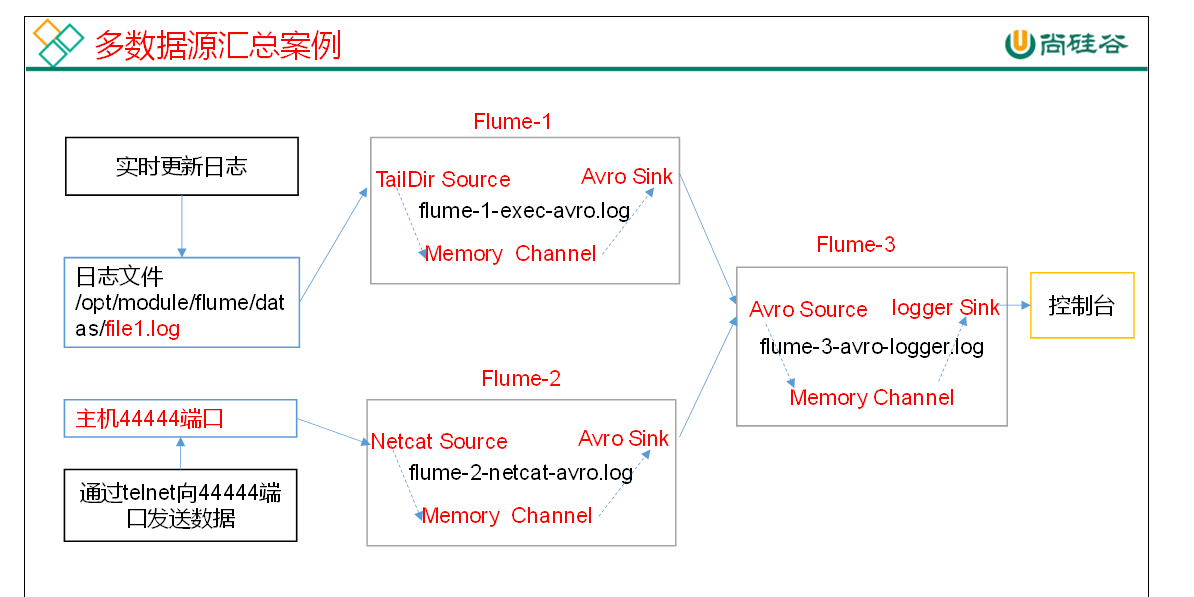 多数据源汇总案例
尚硅谷
实时更新日志
日志文件
/opt/module/flume/dat
as/file1.log
主机44444端口
通过telnet向44444端
口发送数据
Flume-1
TailDir Source
Avro Sink
flume-1-exec-avro.log
Memory Channel
Flume-2
Netcat Source
Avro Sink
flume-2-netcat-avro.log
Memory Channel
Flume-3
Avro Source
logger Sink
flume-3-avro-logger.log
Memory Channel
控制台